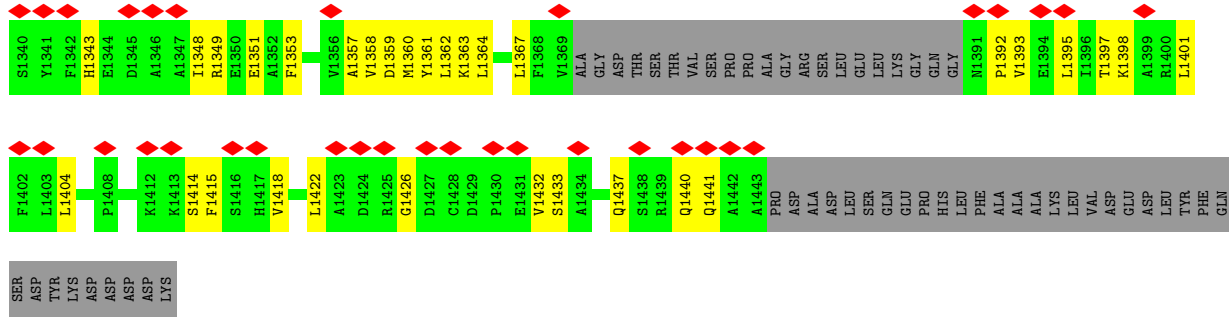 S1340 Y1341 F1342 H1343 E1344 D1345 A1346 A1347 I1348 R1349 E1350 E1351 A1352 F1353 V1356 A1357 V1358 D1359 M1360 Y1361 L1362 K1363 L1364 L1367 F1368 V1369 ALA GLY ASP THR SER THR VAL SER PRO PRO ALA GLY ARG SER LEU GLU LEU LYS GLY GLN GLY N1391 P1392 V1393 E1394 L1395 I1396 T1397 K1398 A1399 R1400 L1401
F1402 L1403 L1404 P1408 K1412 K1413 S1414 F1415 S1416 H1417 V1418 L1422 A1423 D1424 R1425 G1426 D1427 C1428 D1429 P1430 E1431 V1432 S1433 A1434 Q1437 S1438 R1439 Q1440 Q1441 A1442 A1443 PRO ASP ALA ASP LEU SER GLN GLU PRO HIS LEU PHE ALA ALA ALA LYS LEU VAL ASP GLU ASP LEU TYR PHE GLN
SER ASP TYR LYS ASP ASP ASP ASP LYS